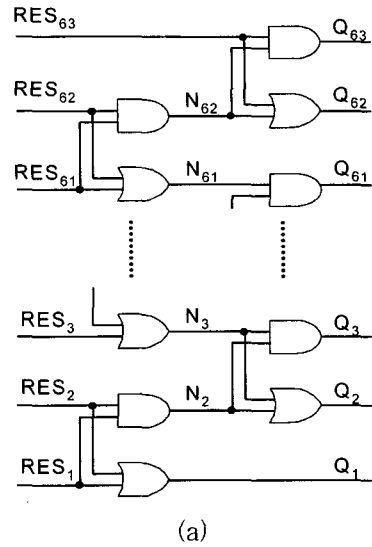 RES₆₃ Q₆₃
RES₆₂ N₆₂ Q₆₂
RES₆₁ N₆₁ Q₆₁
RES₃ N₃ Q₃
RES₂ N₂ Q₂
RES₁ Q₁
(a)